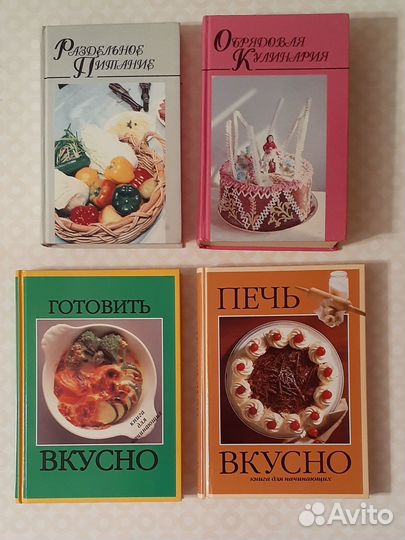 Раздельное
Питание
Обрядовая
Кулинария
ГОТОВИТЬ
книга
для
начинающих
ВКУСНО
ПЕЧЬ
ВКУСНО
книга для начинающих
Avito